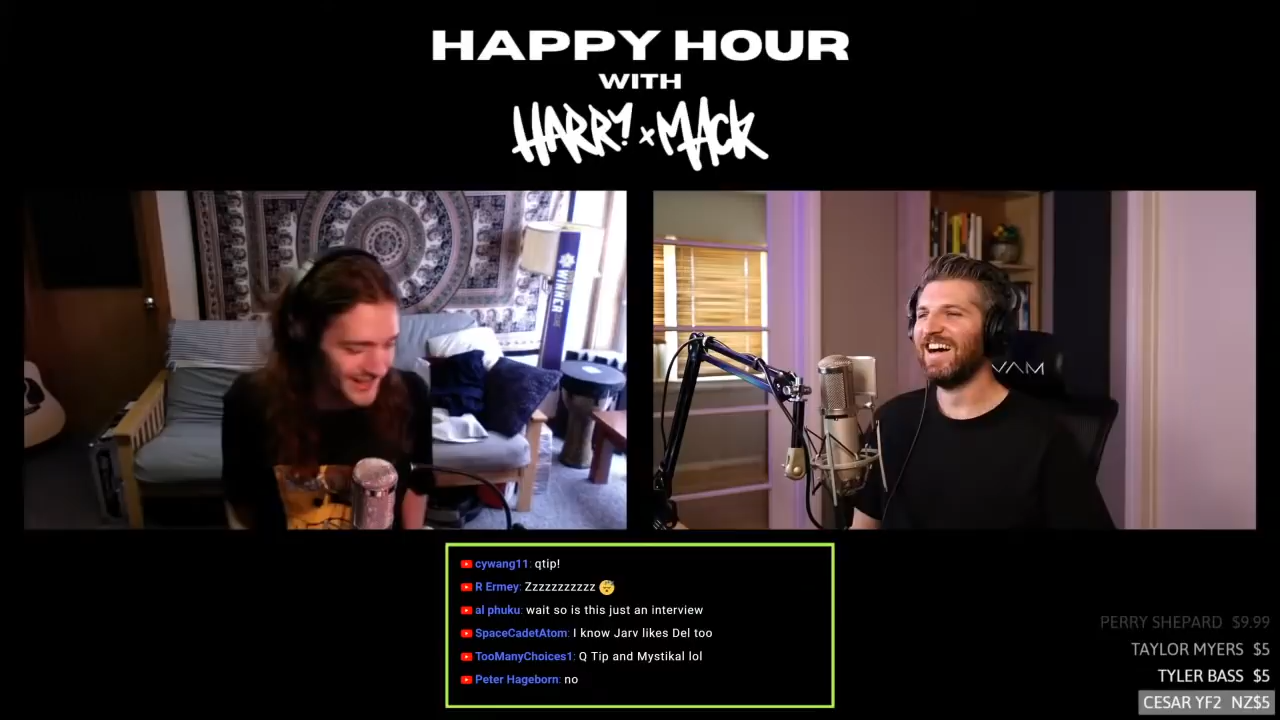 HAPPY HOUR
WITH
HARRY x MACK
WINNER
VAM
cywang11: qtip!
R Ermey: Zzzzzzzzzzz 😴
al phuku: wait so is this just an interview
SpaceCadetAtom: I know Jarv likes Del too
TooManyChoices1: Q Tip and Mystikal lol
Peter Hageborn: no
PERRY SHEPARD $9.99
TAYLOR MYERS $5
TYLER BASS $5
CESAR YF2 NZ$5